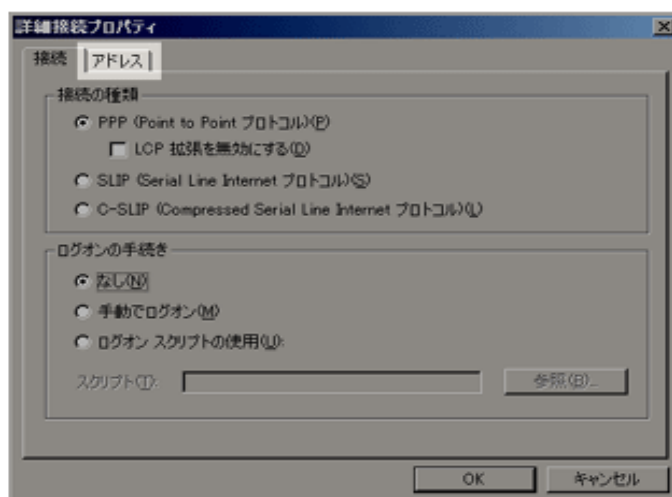 詳細接続プロパティ
接続 アドレス
接続の種類
PPP (Point to Point プロトコル)(P)
LCP 拡張を無効にする(D)
SLIP (Serial Line Internet プロトコル)(S)
C-SLIP (Compressed Serial Line Internet プロトコル)(L)
ログオンの手続き
なし(N)
手動でログオン(M)
ログオン スクリプトの使用(U):
スクリプト(T): 参照(B)...
OK キャンセル